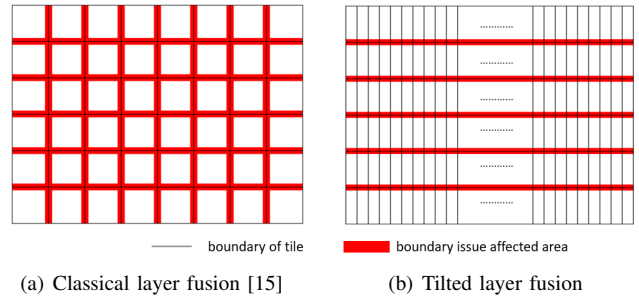 ............
............
............
............
............
............
boundary of tile
boundary issue affected area
(a) Classical layer fusion [15]
(b) Tilted layer fusion